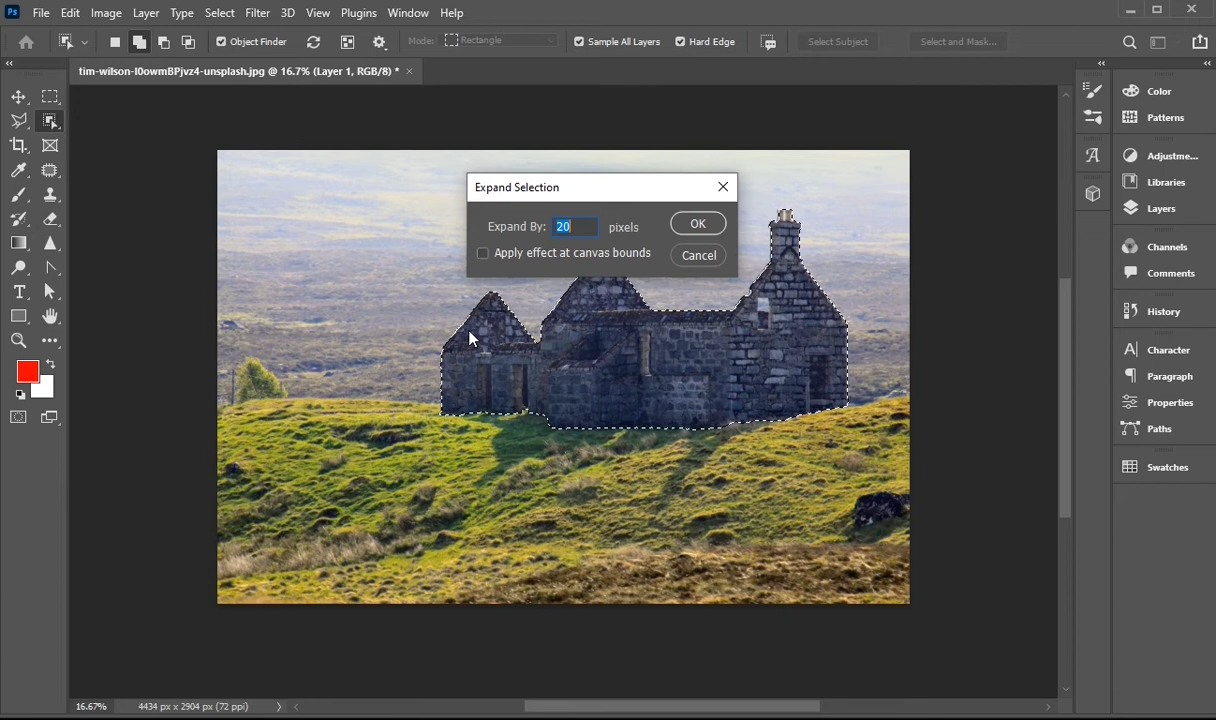 Ps File Edit Image Layer Type Select Filter 3D View Plugins Window Help
Object Finder Mode: Rectangle Sample All Layers Hard Edge Select Subject Select and Mask...
tim-wilson-I0owmBPjvz4-unsplash.jpg @ 16.7% (Layer 1, RGB/8) *
Expand Selection
Expand By: 20 pixels OK
Apply effect at canvas bounds Cancel
Color
Patterns
Adjustme...
Libraries
Layers
Channels
Comments
History
Character
Paragraph
Properties
Paths
Swatches
16.67% 4434 px x 2904 px (72 ppi)